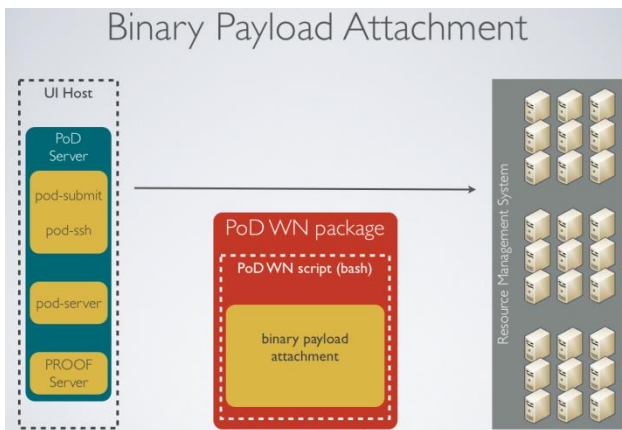 Binary Payload Attachment
UI Host
PoD
Server
pod-submit
pod-ssh
pod-server
PROOF
Server
PoD WN package
PoD WN script (bash)
binary payload
attachment
Resource Management System